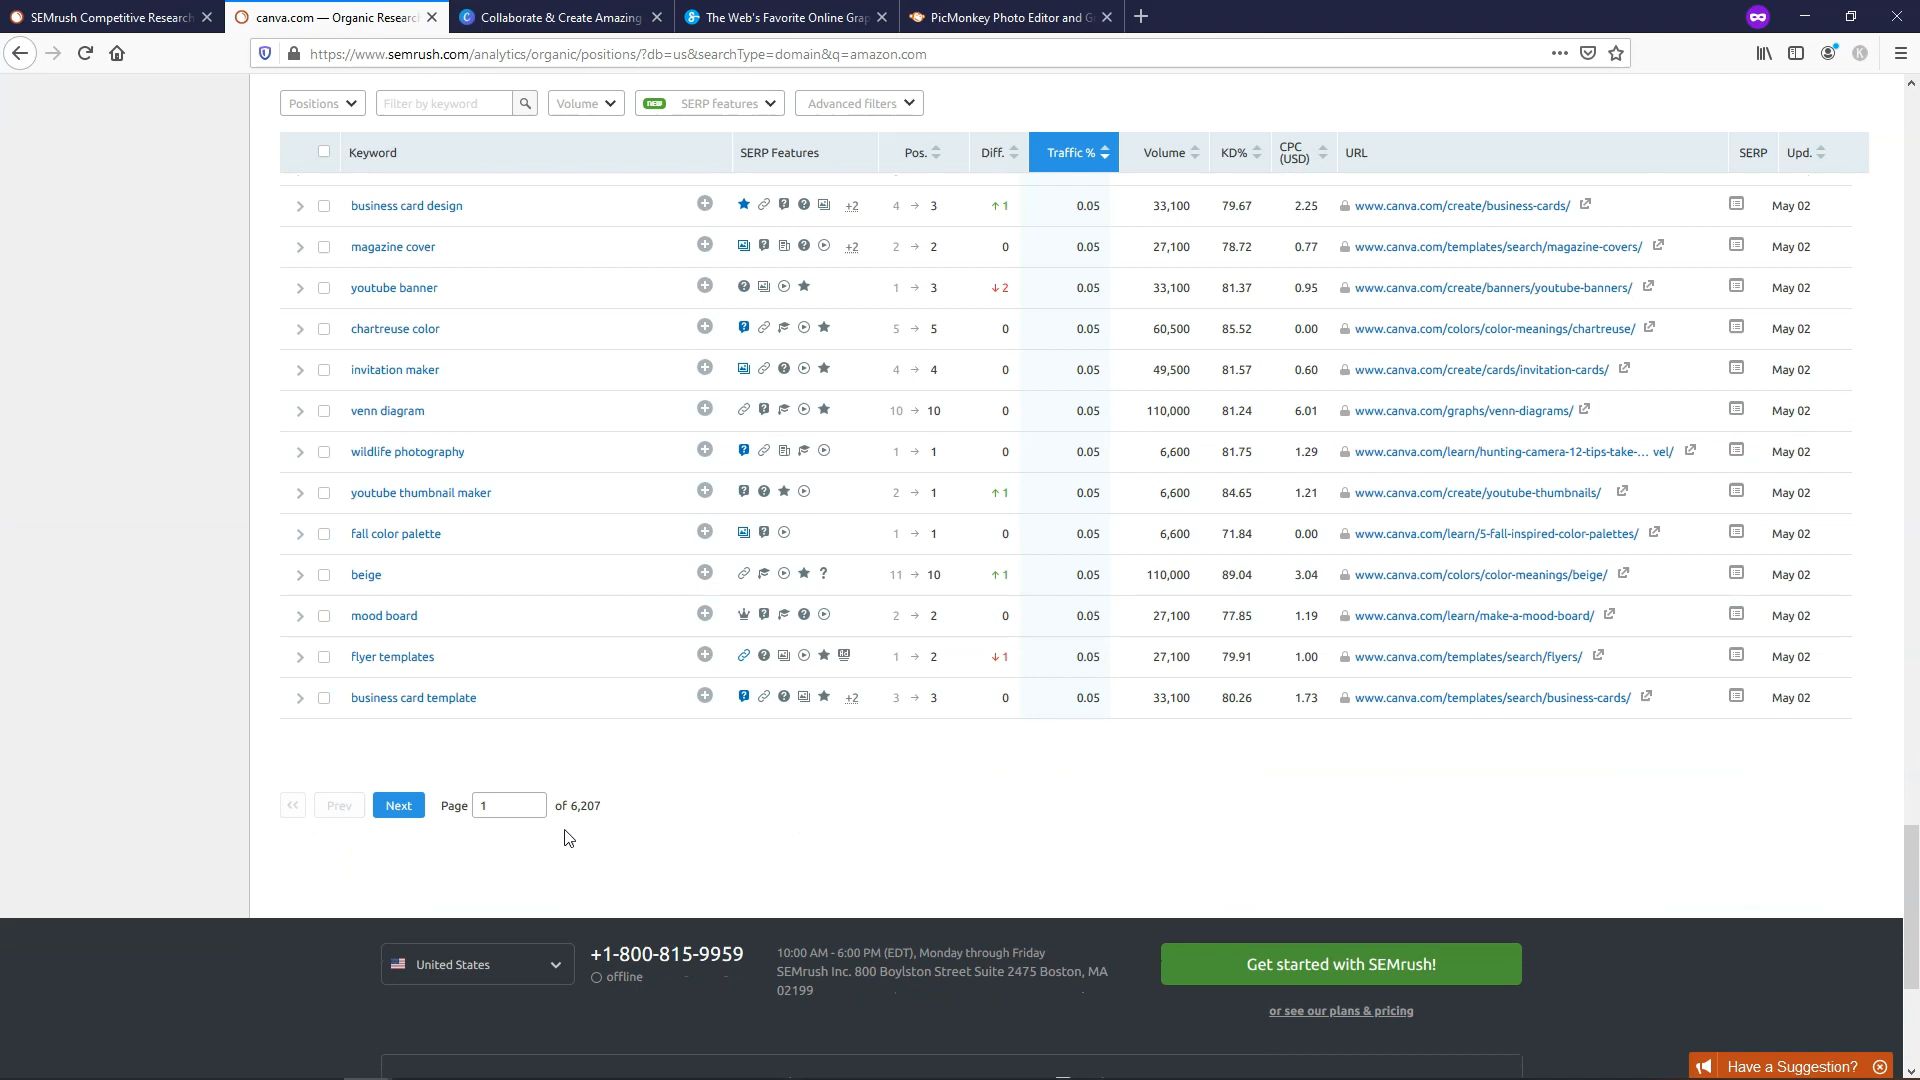 SEMrush Competitive Research
canva.com — Organic Researc
Collaborate & Create Amazing
The Web's Favorite Online Grap
PicMonkey Photo Editor and G
https://www.semrush.com/analytics/organic/positions/?db=us&searchType=domain&q=amazon.com
Positions
Filter by keyword
Volume
NEW SERP features
Advanced filters
Keyword SERP Features Pos. Diff. Traffic % Volume KD% CPC (USD) URL SERP Upd.
business card design +2 4 → 3 ↑1 0.05 33,100 79.67 2.25 www.canva.com/create/business-cards/ May 02
magazine cover +2 2 → 2 0 0.05 27,100 78.72 0.77 www.canva.com/templates/search/magazine-covers/ May 02
youtube banner 1 → 3 ↓2 0.05 33,100 81.37 0.95 www.canva.com/create/banners/youtube-banners/ May 02
chartreuse color 5 → 5 0 0.05 60,500 85.52 0.00 www.canva.com/colors/color-meanings/chartreuse/ May 02
invitation maker 4 → 4 0 0.05 49,500 81.57 0.60 www.canva.com/create/cards/invitation-cards/ May 02
venn diagram 10 → 10 0 0.05 110,000 81.24 6.01 www.canva.com/graphs/venn-diagrams/ May 02
wildlife photography 1 → 1 0 0.05 6,600 81.75 1.29 www.canva.com/learn/hunting-camera-12-tips-take-... vel/ May 02
youtube thumbnail maker 2 → 1 ↑1 0.05 6,600 84.65 1.21 www.canva.com/create/youtube-thumbnails/ May 02
fall color palette 1 → 1 0 0.05 6,600 71.84 0.00 www.canva.com/learn/5-fall-inspired-color-palettes/ May 02
beige 11 → 10 ↑1 0.05 110,000 89.04 3.04 www.canva.com/colors/color-meanings/beige/ May 02
mood board 2 → 2 0 0.05 27,100 77.85 1.19 www.canva.com/learn/make-a-mood-board/ May 02
flyer templates 1 → 2 ↓1 0.05 27,100 79.91 1.00 www.canva.com/templates/search/flyers/ May 02
business card template +2 3 → 3 0 0.05 33,100 80.26 1.73 www.canva.com/templates/search/business-cards/ May 02
Prev Next Page 1 of 6,207
United States
+1-800-815-9959
offline
10:00 AM - 6:00 PM (EDT), Monday through Friday
SEMrush Inc. 800 Boylston Street Suite 2475 Boston, MA
02199
Get started with SEMrush!
or see our plans & pricing
Have a Suggestion?